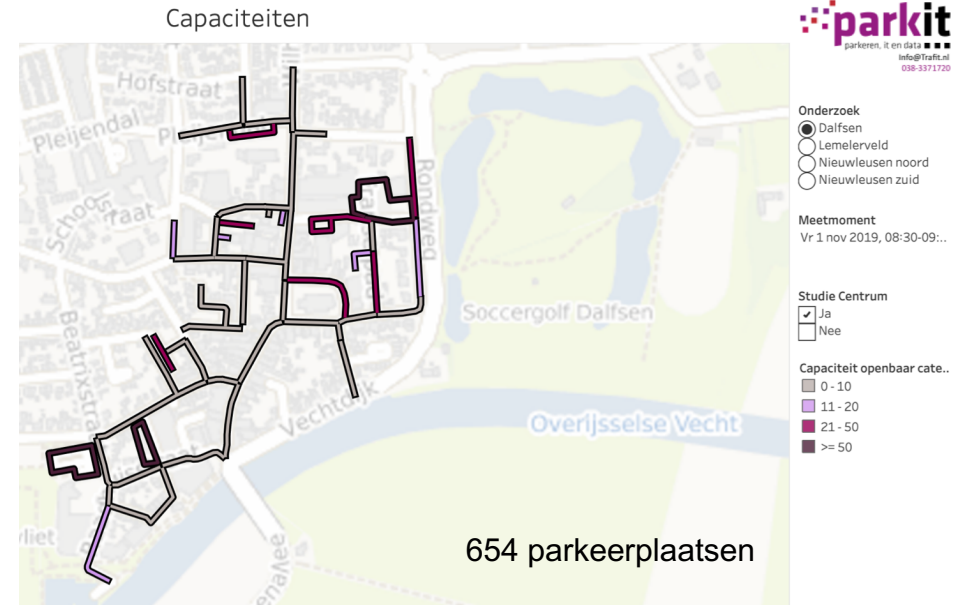 Capaciteiten
parkit
parkeren, it en data
Info@Trafit.nl
038-3371720
Hofstraat
Pleijendal
Rondweg
Soccergolf Dalfsen
Beatrixstra
Vechtdijk
Overijsselse Vecht
vliet
654 parkeerplaatsen
Onderzoek
Dalfsen
Lemelerveld
Nieuwleusen noord
Nieuwleusen zuid
Meetmoment
Vr 1 nov 2019, 08:30-09:..
Studie Centrum
Ja
Nee
Capaciteit openbaar cate..
0 - 10
11 - 20
21 - 50
>= 50